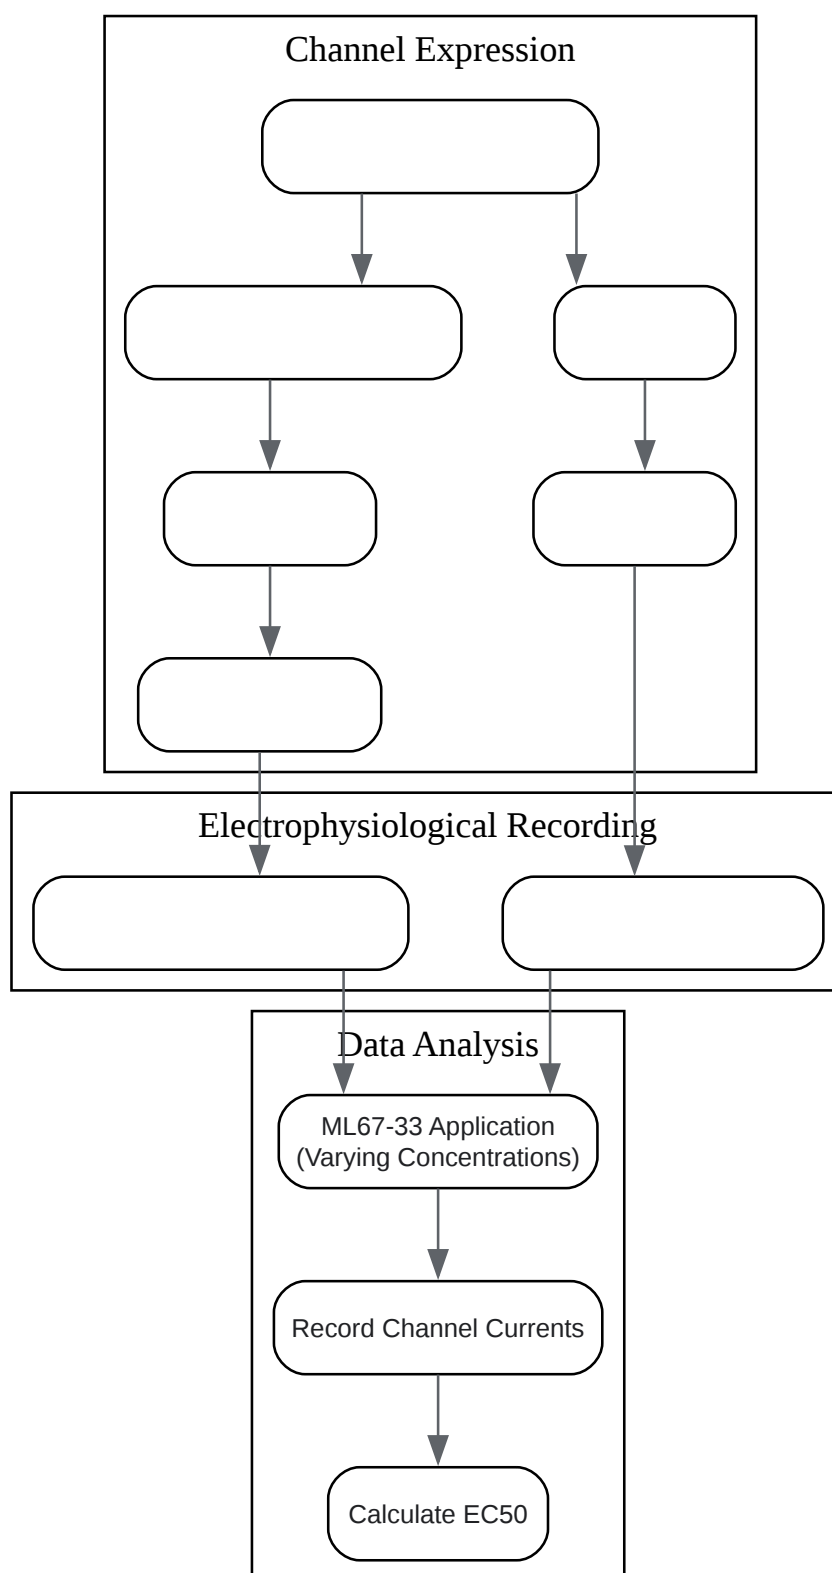 Channel Expression
Electrophysiological Recording
Data Analysis
ML67-33 Application
(Varying Concentrations)
Record Channel Currents
Calculate EC50